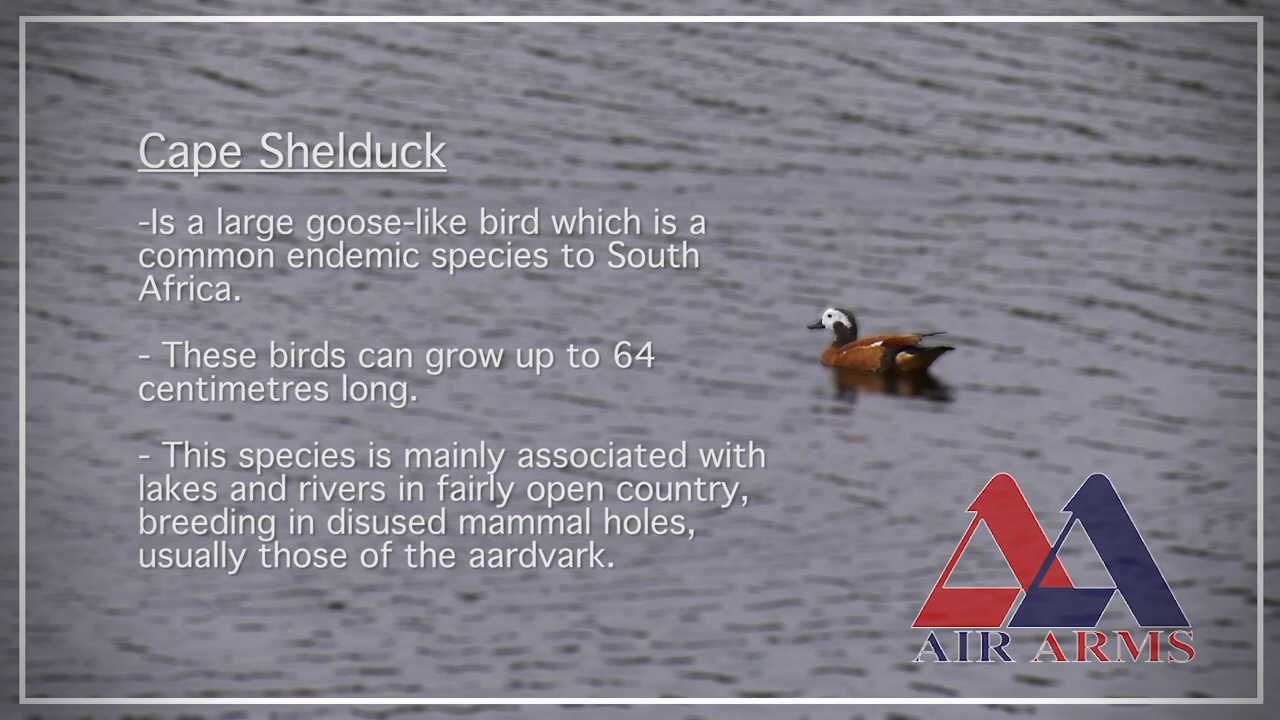 Cape Shelduck
-Is a large goose-like bird which is a
common endemic species to South
Africa.
- These birds can grow up to 64
centimetres long.
- This species is mainly associated with
lakes and rivers in fairly open country,
breeding in disused mammal holes,
usually those of the aardvark.
AIR ARMS